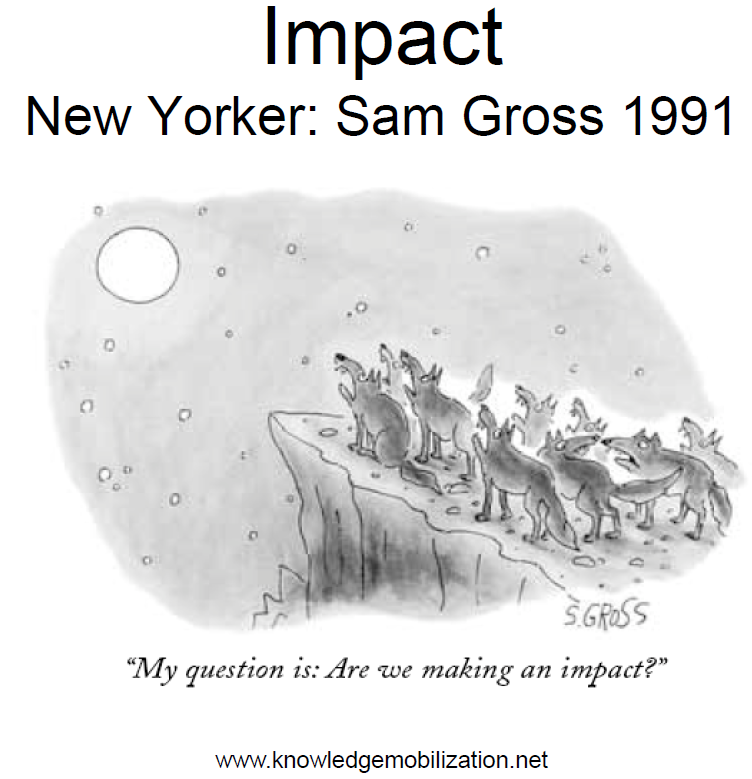 Impact
New Yorker: Sam Gross 1991
S.GROSS
“My question is: Are we making an impact?”
www.knowledgemobilization.net